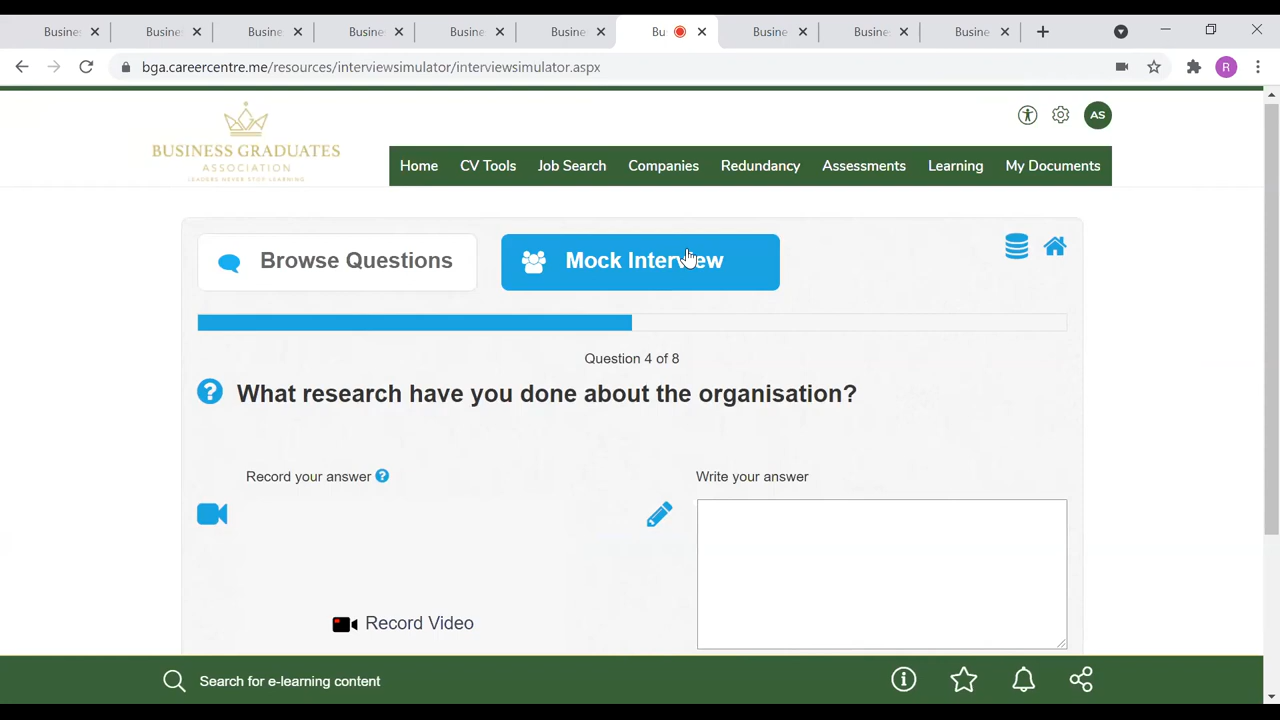 Busines
Busine
Busine
Busine
Busine
Busine
Bu
Busine
Busine
Busine
bga.careercentre.me/resources/interviewsimulator/interviewsimulator.aspx
R
BUSINESS GRADUATES
ASSOCIATION
LEADERS NEVER STOP LEARNING
AS
Home CV Tools Job Search Companies Redundancy Assessments Learning My Documents
Browse Questions
Mock Interview
Question 4 of 8
What research have you done about the organisation?
Record your answer
Write your answer
Record Video
Search for e-learning content